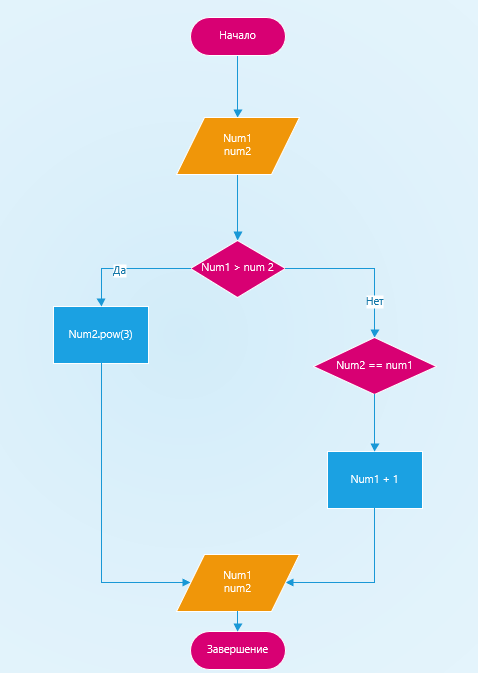 Начало
Num1
num2
Num1 > num 2
Да
Нет
Num2.pow(3)
Num2 == num1
Num1 + 1
Num1
num2
Завершение